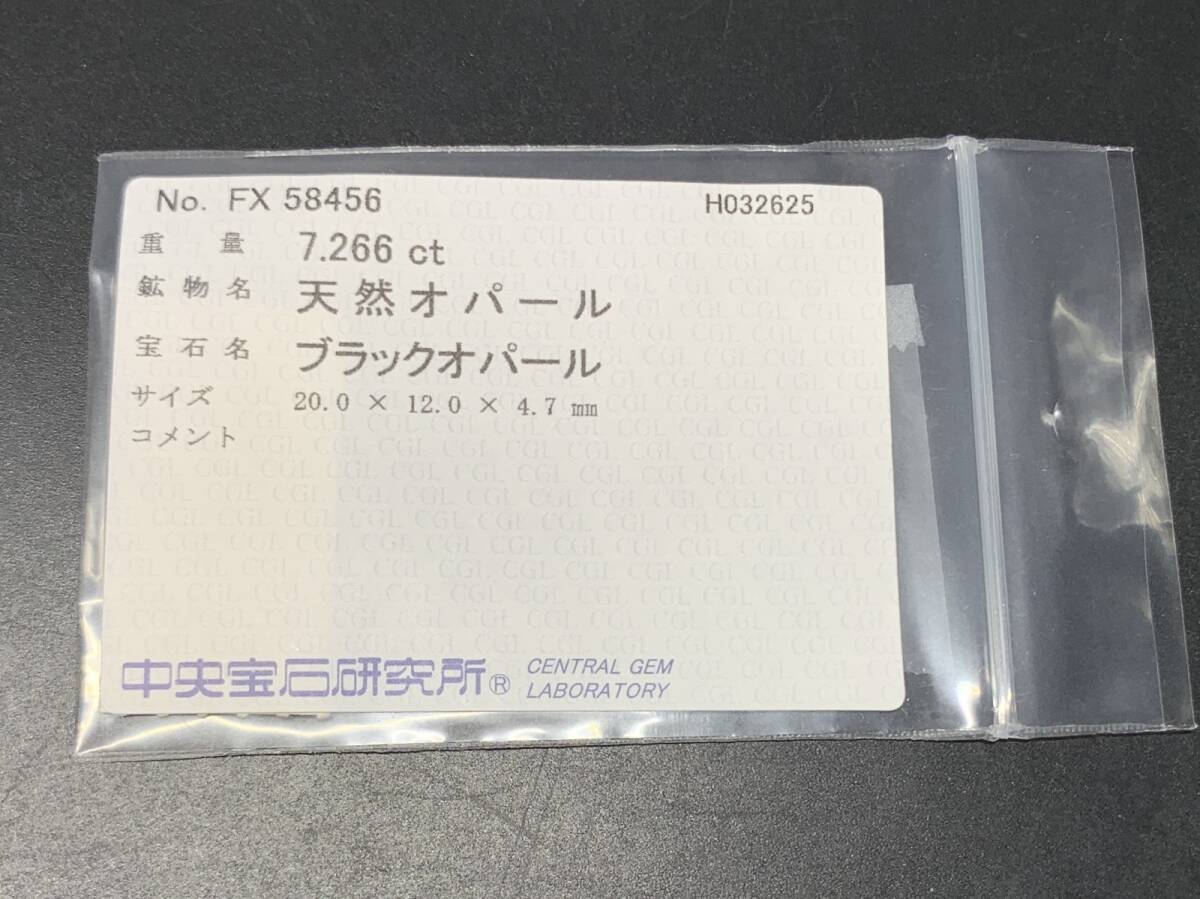 No. FX 58456 H032625
重量 7.266 ct
鉱物名 天然オパール
宝石名 ブラックオパール
サイズ 20.0 × 12.0 × 4.7 ㎜
コメント
中央宝石研究所® CENTRAL GEM
LABORATORY